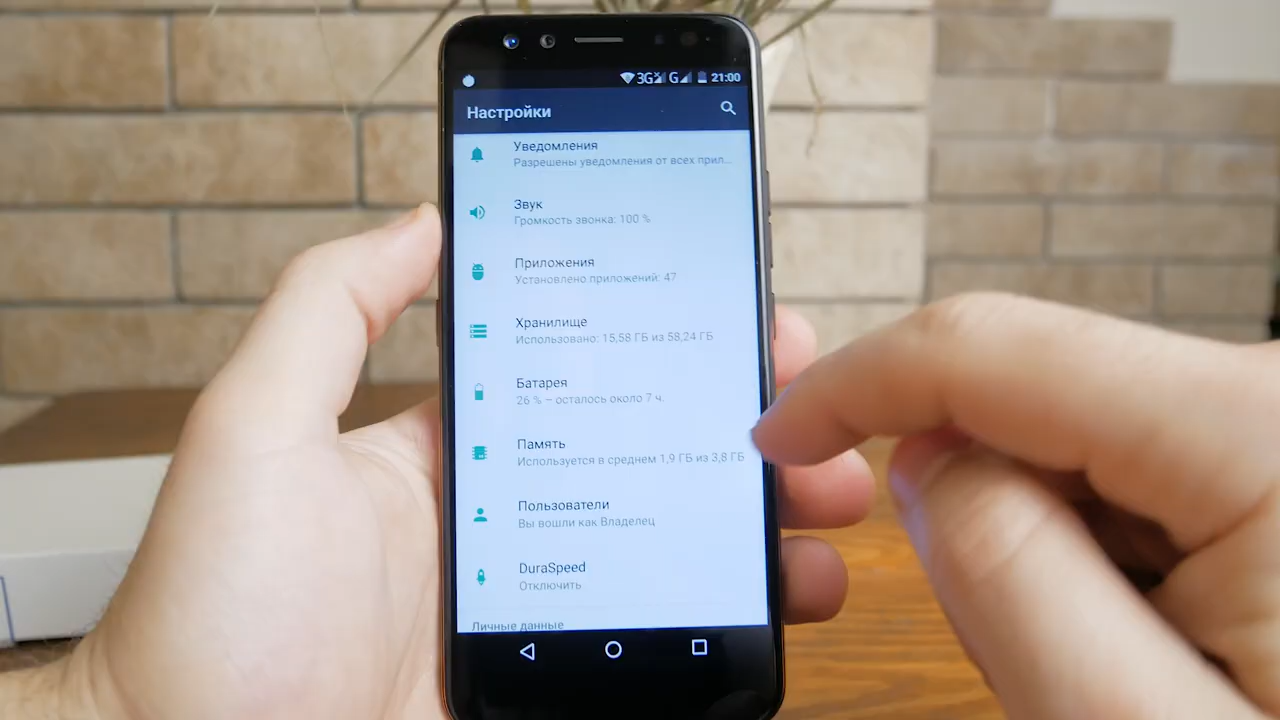 3G G 21:00
Настройки
Уведомления
Разрешены уведомления от всех прил...
Звук
Громкость звонка: 100 %
Приложения
Установлено приложений: 47
Хранилище
Использовано: 15,58 ГБ из 58,24 ГБ
Батарея
26 % – осталось около 7 ч.
Память
Используется в среднем 1,9 ГБ из 3,8 ГБ
Пользователи
Вы вошли как Владелец
DuraSpeed
Отключить
Личные данные